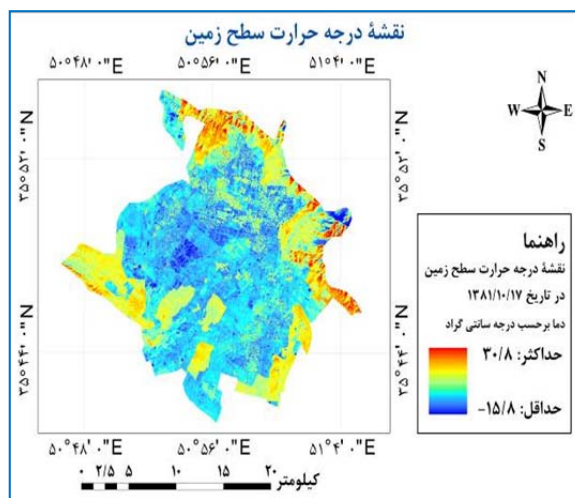 نقشهٔ درجه حرارت سطح زمین
۵۰°۴۸' ۰"E ۵۰°۵۶' ۰"E ۵۱°۴' ۰"E
N
W E
S
۳۵°۵۲' ۰"N ۳۵°۵۲' ۰"N
راهنما
نقشهٔ درجه حرارت سطح زمین
در تاریخ ۱۳۸۱/۱۰/۱۷
دما برحسب درجه سانتی گراد
حداکثر: ۳۰/۸
حداقل: ۱۵/۸-
۳۵°۴۴' ۰"N ۳۵°۴۴' ۰"N
۵۰°۴۸' ۰"E ۵۰°۵۶' ۰"E ۵۱°۴' ۰"E
۰ ۲/۵ ۵ ۱۰ ۱۵ ۲۰
کیلومتر